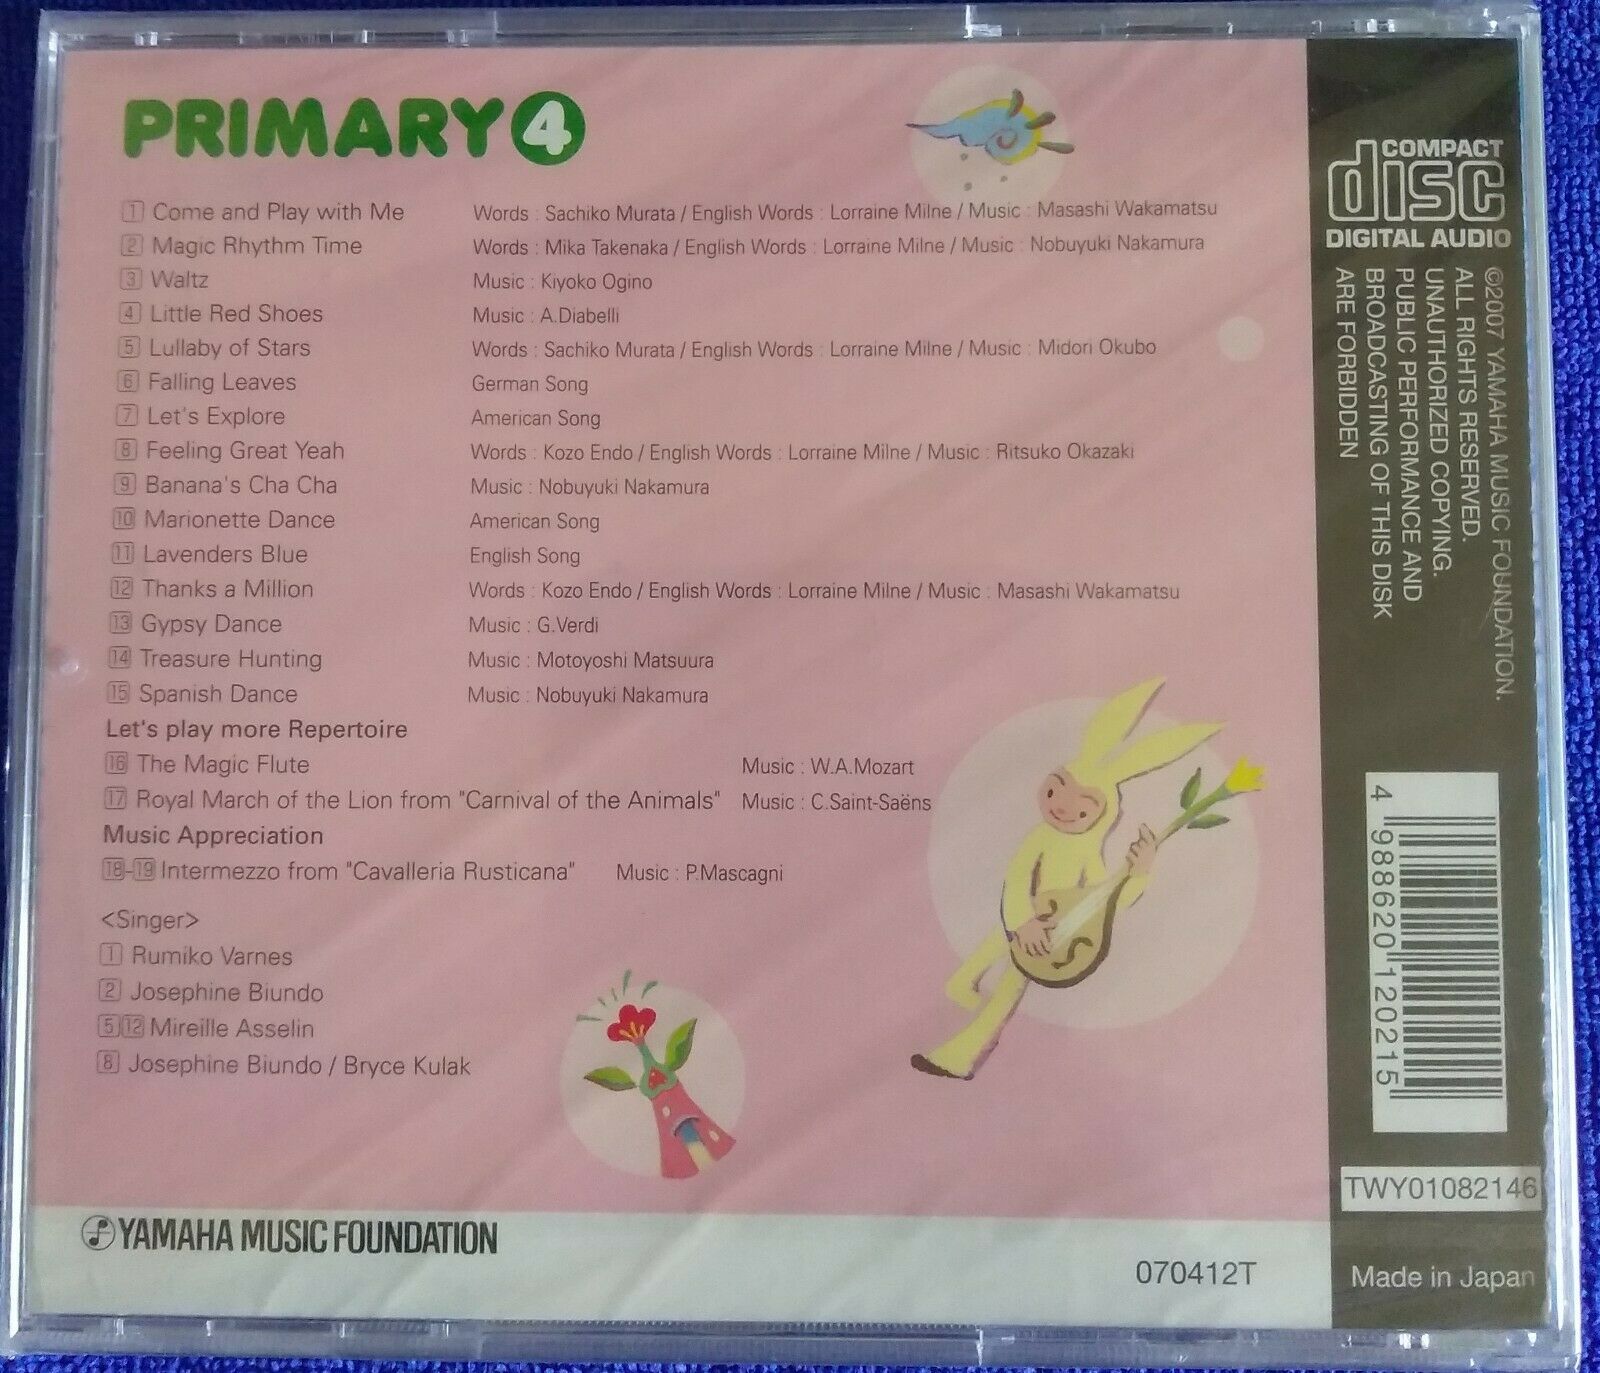 PRIMARY 4
1 Come and Play with Me Words : Sachiko Murata / English Words : Lorraine Milne / Music : Masashi Wakamatsu
2 Magic Rhythm Time Words : Mika Takenaka / English Words : Lorraine Milne / Music : Nobuyuki Nakamura
3 Waltz Music : Kiyoko Ogino
4 Little Red Shoes Music : A.Diabelli
5 Lullaby of Stars Words : Sachiko Murata / English Words : Lorraine Milne / Music : Midori Okubo
6 Falling Leaves German Song
7 Let's Explore American Song
8 Feeling Great Yeah Words : Kozo Endo / English Words : Lorraine Milne / Music : Ritsuko Okazaki
9 Banana's Cha Cha Music : Nobuyuki Nakamura
10 Marionette Dance American Song
11 Lavenders Blue English Song
12 Thanks a Million Words : Kozo Endo / English Words : Lorraine Milne / Music : Masashi Wakamatsu
13 Gypsy Dance Music : G.Verdi
14 Treasure Hunting Music : Motoyoshi Matsuura
15 Spanish Dance Music : Nobuyuki Nakamura
Let's play more Repertoire
16 The Magic Flute Music : W.A.Mozart
17 Royal March of the Lion from "Carnival of the Animals" Music : C.Saint-Saëns
Music Appreciation
18-19 Intermezzo from "Cavalleria Rusticana" Music : P.Mascagni
<Singer>
1 Rumiko Varnes
2 Josephine Biundo
5 12 Mireille Asselin
8 Josephine Biundo / Bryce Kulak
YAMAHA MUSIC FOUNDATION
070412T
COMPACT
disc
DIGITAL AUDIO
©2007 YAMAHA MUSIC FOUNDATION.
ALL RIGHTS RESERVED.
UNAUTHORIZED COPYING.
PUBLIC PERFORMANCE AND
BROADCASTING OF THIS DISK
ARE FORBIDDEN
4 988620 120215
TWY01082146
Made in Japan